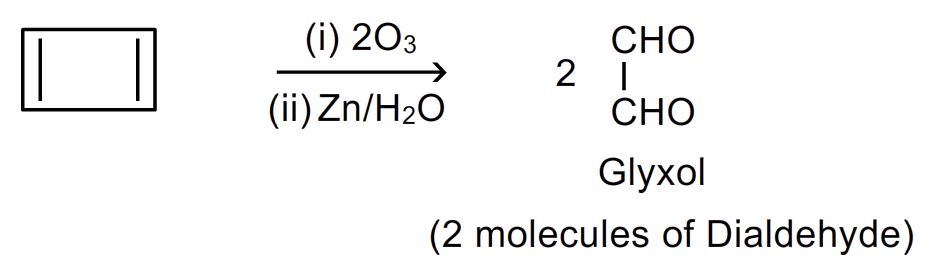 (i) 2O₃
(ii) Zn/H₂O
2
CHO
CHO
Glyxol
(2 molecules of Dialdehyde)